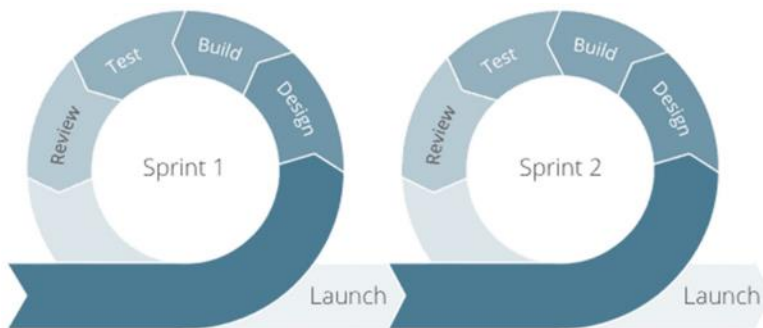 Test
Build
Review
Design
Sprint 1
Launch
Test
Build
Review
Design
Sprint 2
Launch